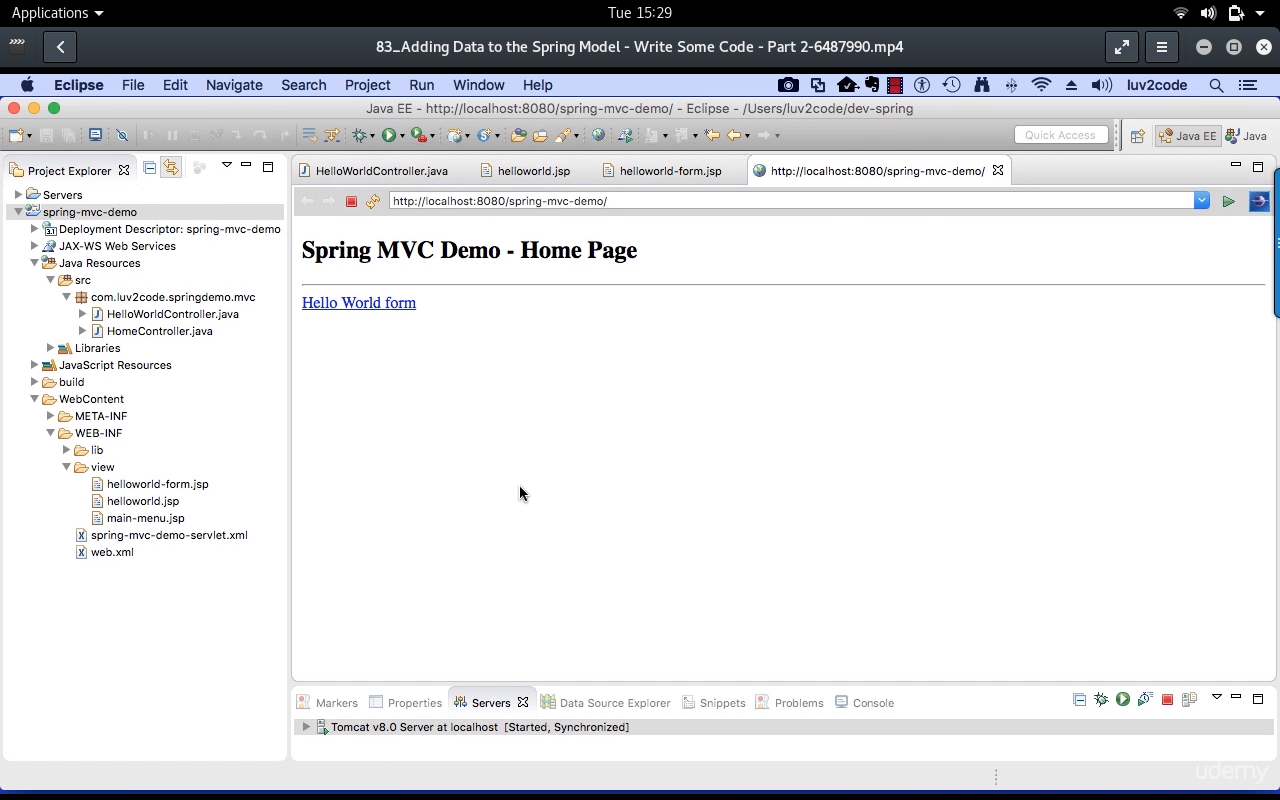 Applications
Tue 15:29
83_Adding Data to the Spring Model - Write Some Code - Part 2-6487990.mp4
Eclipse File Edit Navigate Search Project Run Window Help luv2code
Java EE - http://localhost:8080/spring-mvc-demo/ - Eclipse - /Users/luv2code/dev-spring
Quick Access Java EE Java
Project Explorer
HelloWorldController.java helloworld.jsp helloworld-form.jsp http://localhost:8080/spring-mvc-demo/
http://localhost:8080/spring-mvc-demo/
Servers
spring-mvc-demo
Deployment Descriptor: spring-mvc-demo
JAX-WS Web Services
Java Resources
src
com.luv2code.springdemo.mvc
HelloWorldController.java
HomeController.java
Libraries
JavaScript Resources
build
WebContent
META-INF
WEB-INF
lib
view
helloworld-form.jsp
helloworld.jsp
main-menu.jsp
spring-mvc-demo-servlet.xml
web.xml
Spring MVC Demo - Home Page
Hello World form
Markers Properties Servers Data Source Explorer Snippets Problems Console
Tomcat v8.0 Server at localhost [Started, Synchronized]
udemy